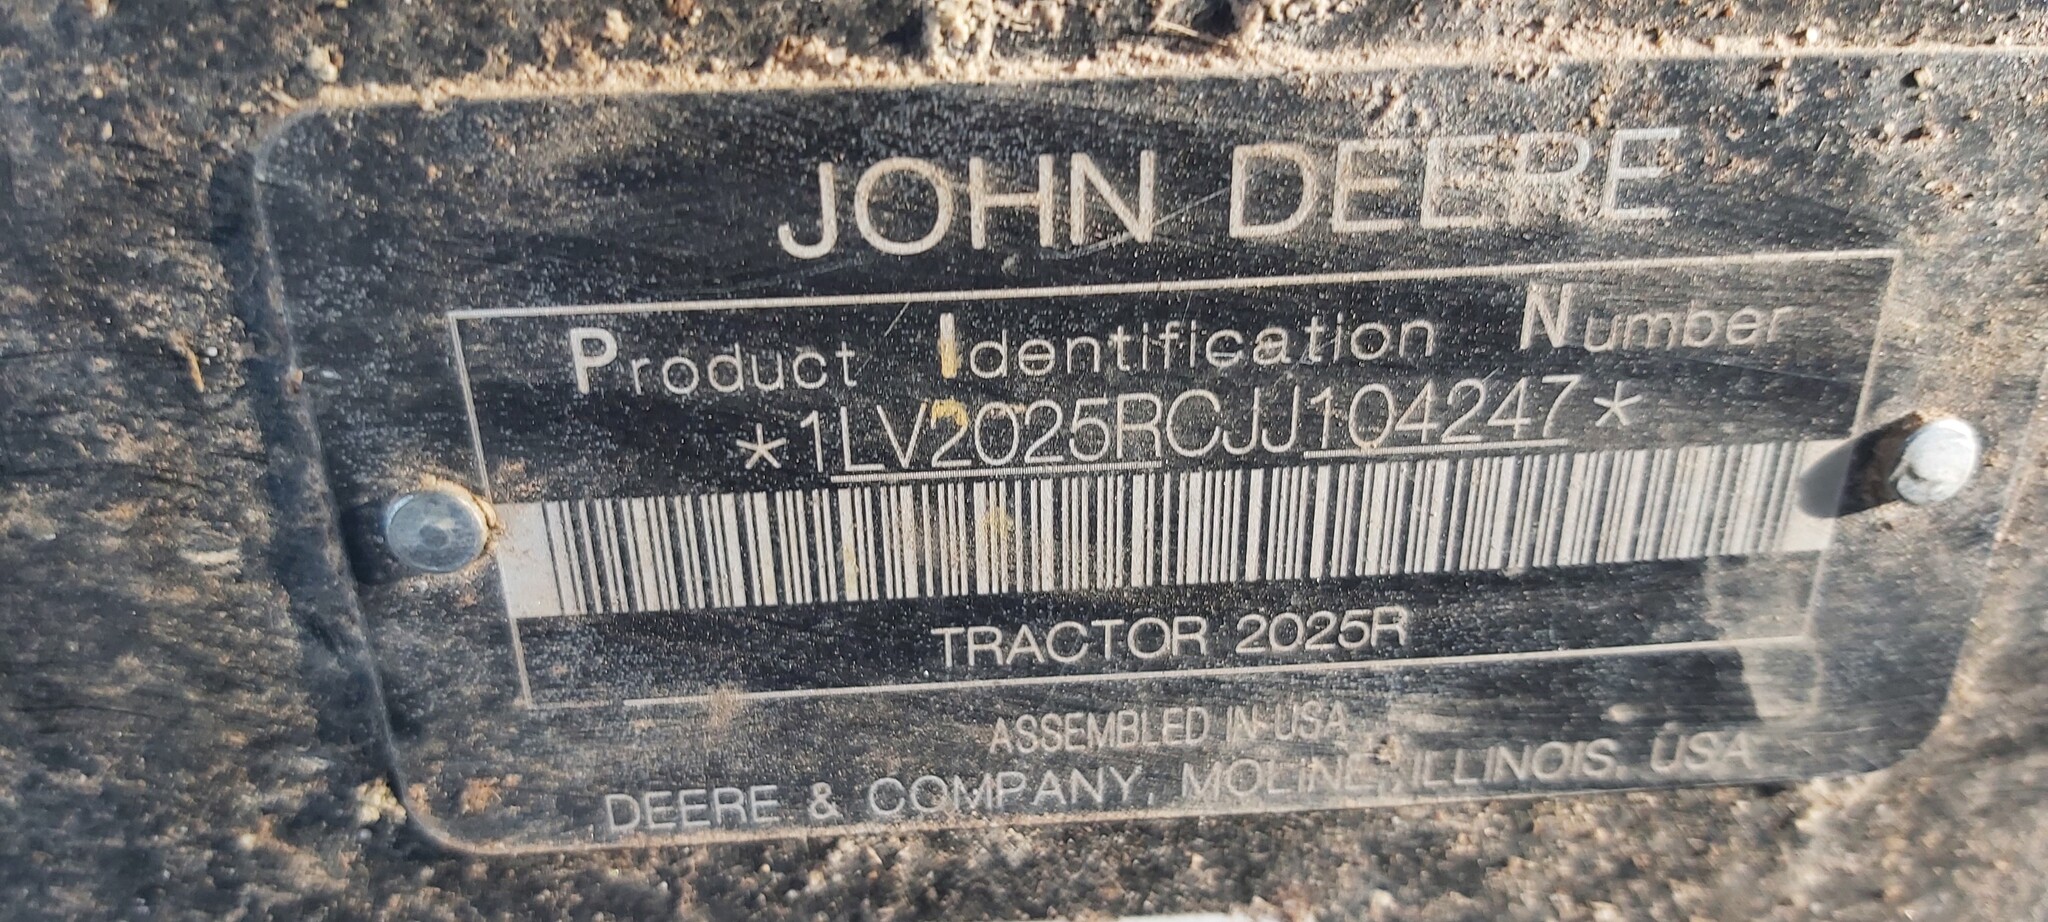 JOHN DEERE
Product Identification Number
*1LV2025RCJJ104247*
TRACTOR 2025R
ASSEMBLED IN USA
DEERE & COMPANY, MOLINE, ILLINOIS, USA